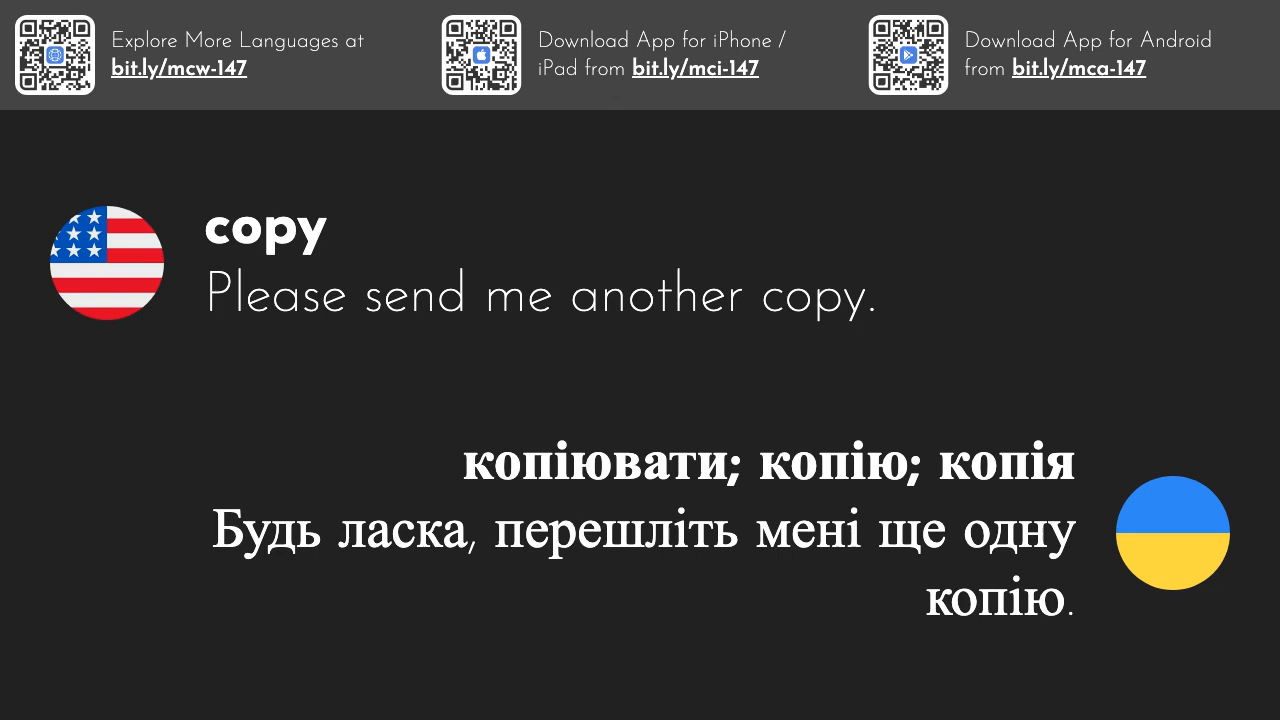 Explore More Languages at
bit.ly/mcw-147
Download App for iPhone /
iPad from bit.ly/mci-147
Download App for Android
from bit.ly/mca-147
copy
Please send me another copy.
копіювати; копію; копія
Будь ласка, перешліть мені ще одну
копію.